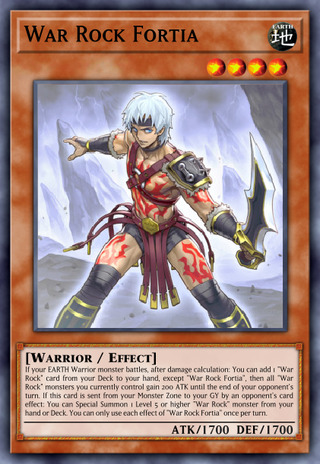 War Rock Fortia
EARTH
地
[Warrior / Effect]
If your EARTH Warrior monster battles, after damage calculation: You can add 1 "War
Rock" card from your Deck to your hand, except "War Rock Fortia", then all "War
Rock" monsters you currently control gain 200 ATK until the end of your opponent's
turn. If this card is sent from your Monster Zone to your GY by an opponent's card
effect: You can Special Summon 1 Level 5 or higher "War Rock" monster from your
hand or Deck. You can only use each effect of "War Rock Fortia" once per turn.
ATK/1700 DEF/1700